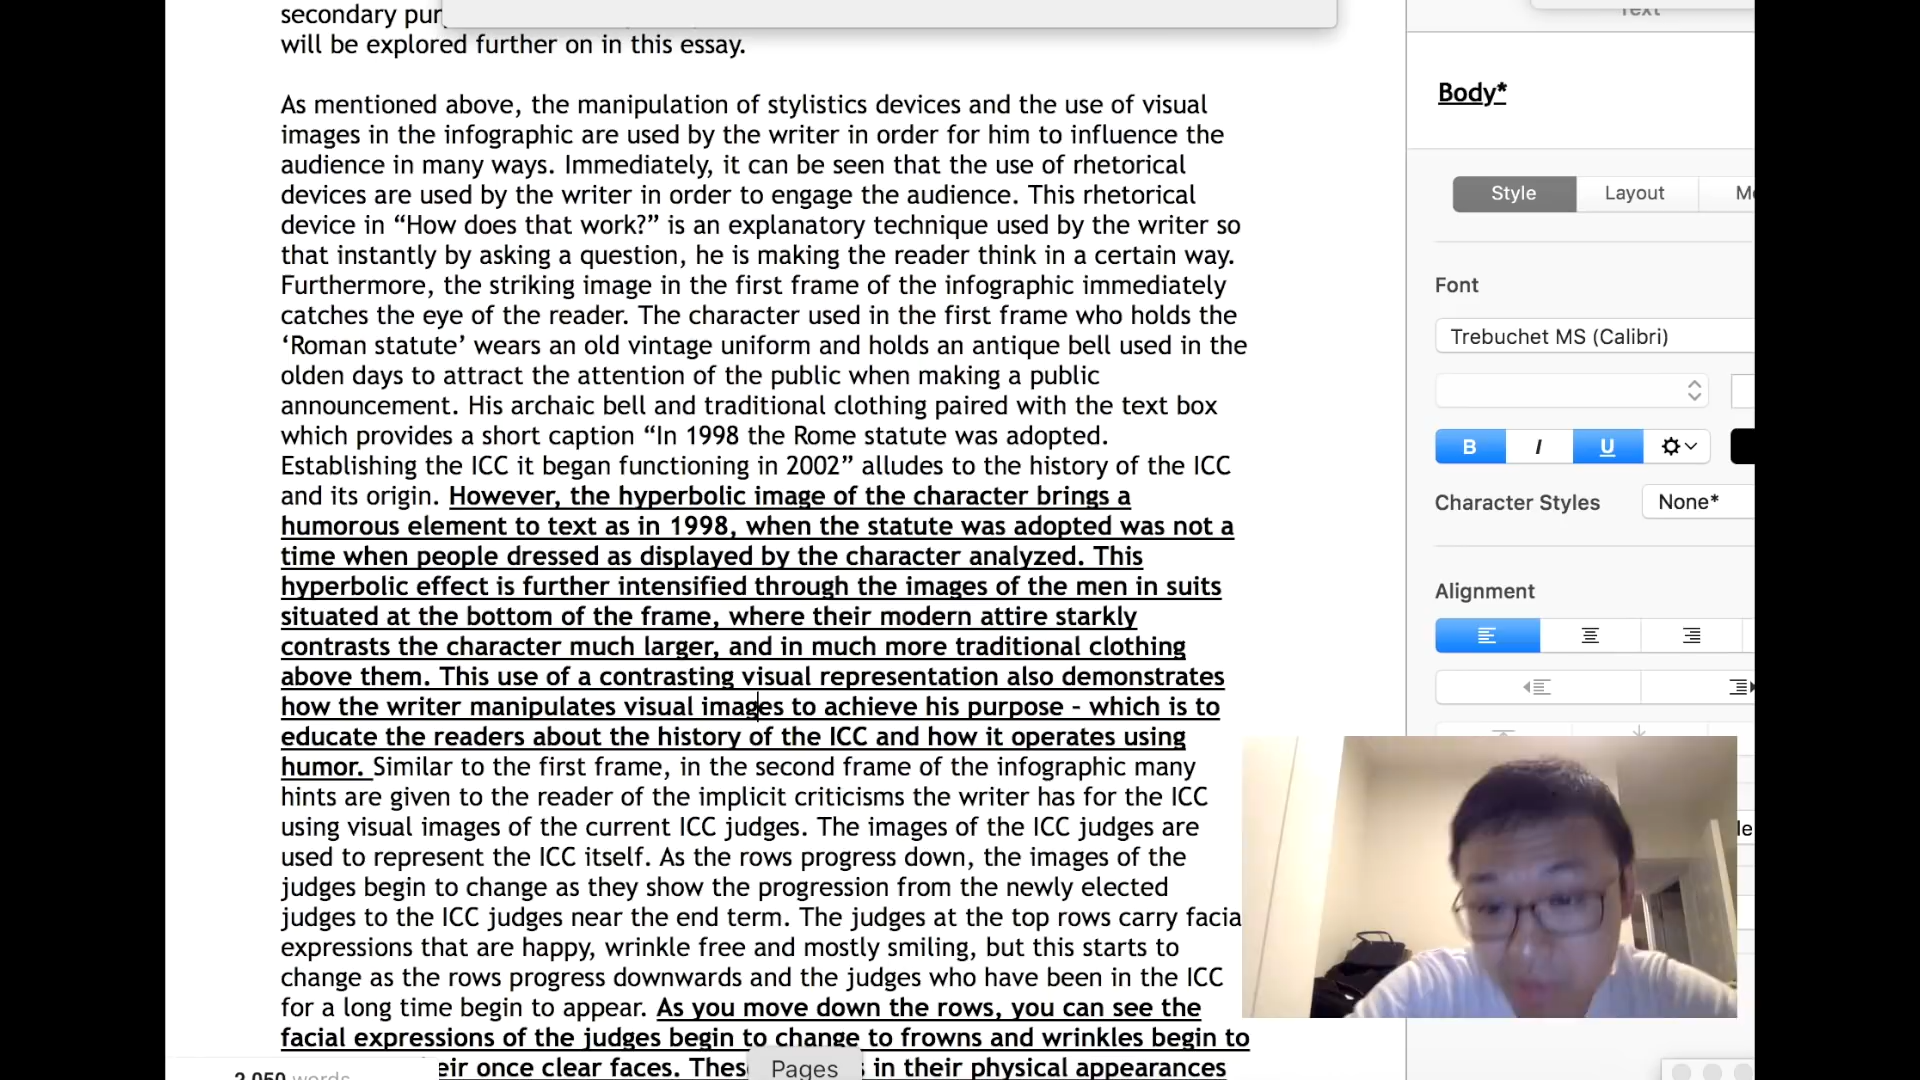 secondary pur
will be explored further on in this essay.
As mentioned above, the manipulation of stylistics devices and the use of visual
images in the infographic are used by the writer in order for him to influence the
audience in many ways. Immediately, it can be seen that the use of rhetorical
devices are used by the writer in order to engage the audience. This rhetorical
device in “How does that work?” is an explanatory technique used by the writer so
that instantly by asking a question, he is making the reader think in a certain way.
Furthermore, the striking image in the first frame of the infographic immediately
catches the eye of the reader. The character used in the first frame who holds the
‘Roman statute’ wears an old vintage uniform and holds an antique bell used in the
olden days to attract the attention of the public when making a public
announcement. His archaic bell and traditional clothing paired with the text box
which provides a short caption “In 1998 the Rome statute was adopted.
Establishing the ICC it began functioning in 2002” alludes to the history of the ICC
and its origin. However, the hyperbolic image of the character brings a
humorous element to text as in 1998, when the statute was adopted was not a
time when people dressed as displayed by the character analyzed. This
hyperbolic effect is further intensified through the images of the men in suits
situated at the bottom of the frame, where their modern attire starkly
contrasts the character much larger, and in much more traditional clothing
above them. This use of a contrasting visual representation also demonstrates
how the writer manipulates visual images to achieve his purpose – which is to
educate the readers about the history of the ICC and how it operates using
humor. Similar to the first frame, in the second frame of the infographic many
hints are given to the reader of the implicit criticisms the writer has for the ICC
using visual images of the current ICC judges. The images of the ICC judges are
used to represent the ICC itself. As the rows progress down, the images of the
judges begin to change as they show the progression from the newly elected
judges to the ICC judges near the end term. The judges at the top rows carry facia
expressions that are happy, wrinkle free and mostly smiling, but this starts to
change as the rows progress downwards and the judges who have been in the ICC
for a long time begin to appear. As you move down the rows, you can see the
facial expressions of the judges begin to change to frowns and wrinkles begin to
eir once clear faces. Thes s in their physical appearances
2,050 words
Pages
Text
Body*
Style Layout Mo
Font
Trebuchet MS (Calibri)
B I U
Character Styles None*
Alignment